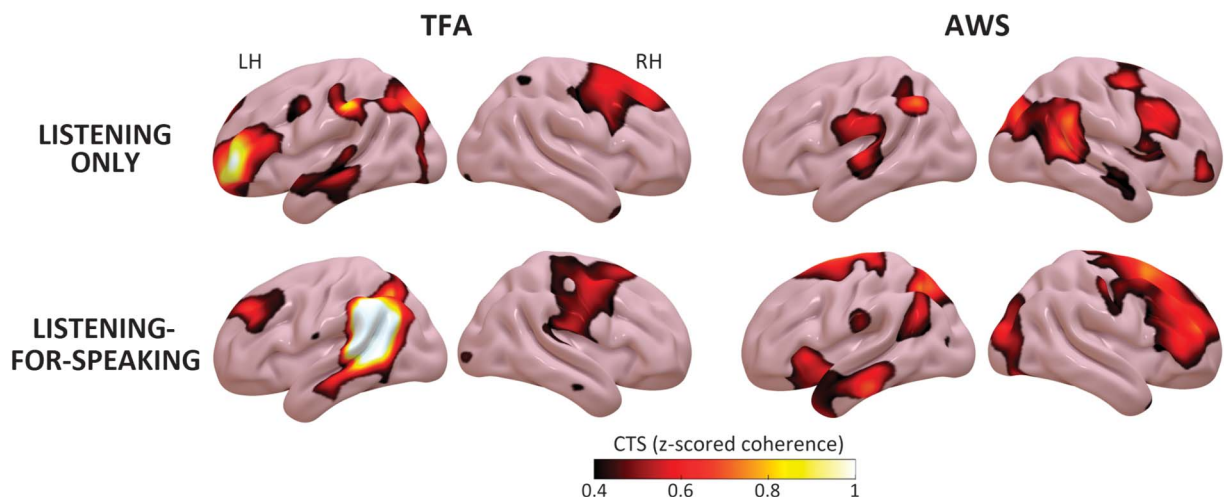 TFA
AWS
LH
RH
LISTENING
ONLY
LISTENING-
FOR-SPEAKING
CTS (z-scored coherence)
0.4
0.6
0.8
1